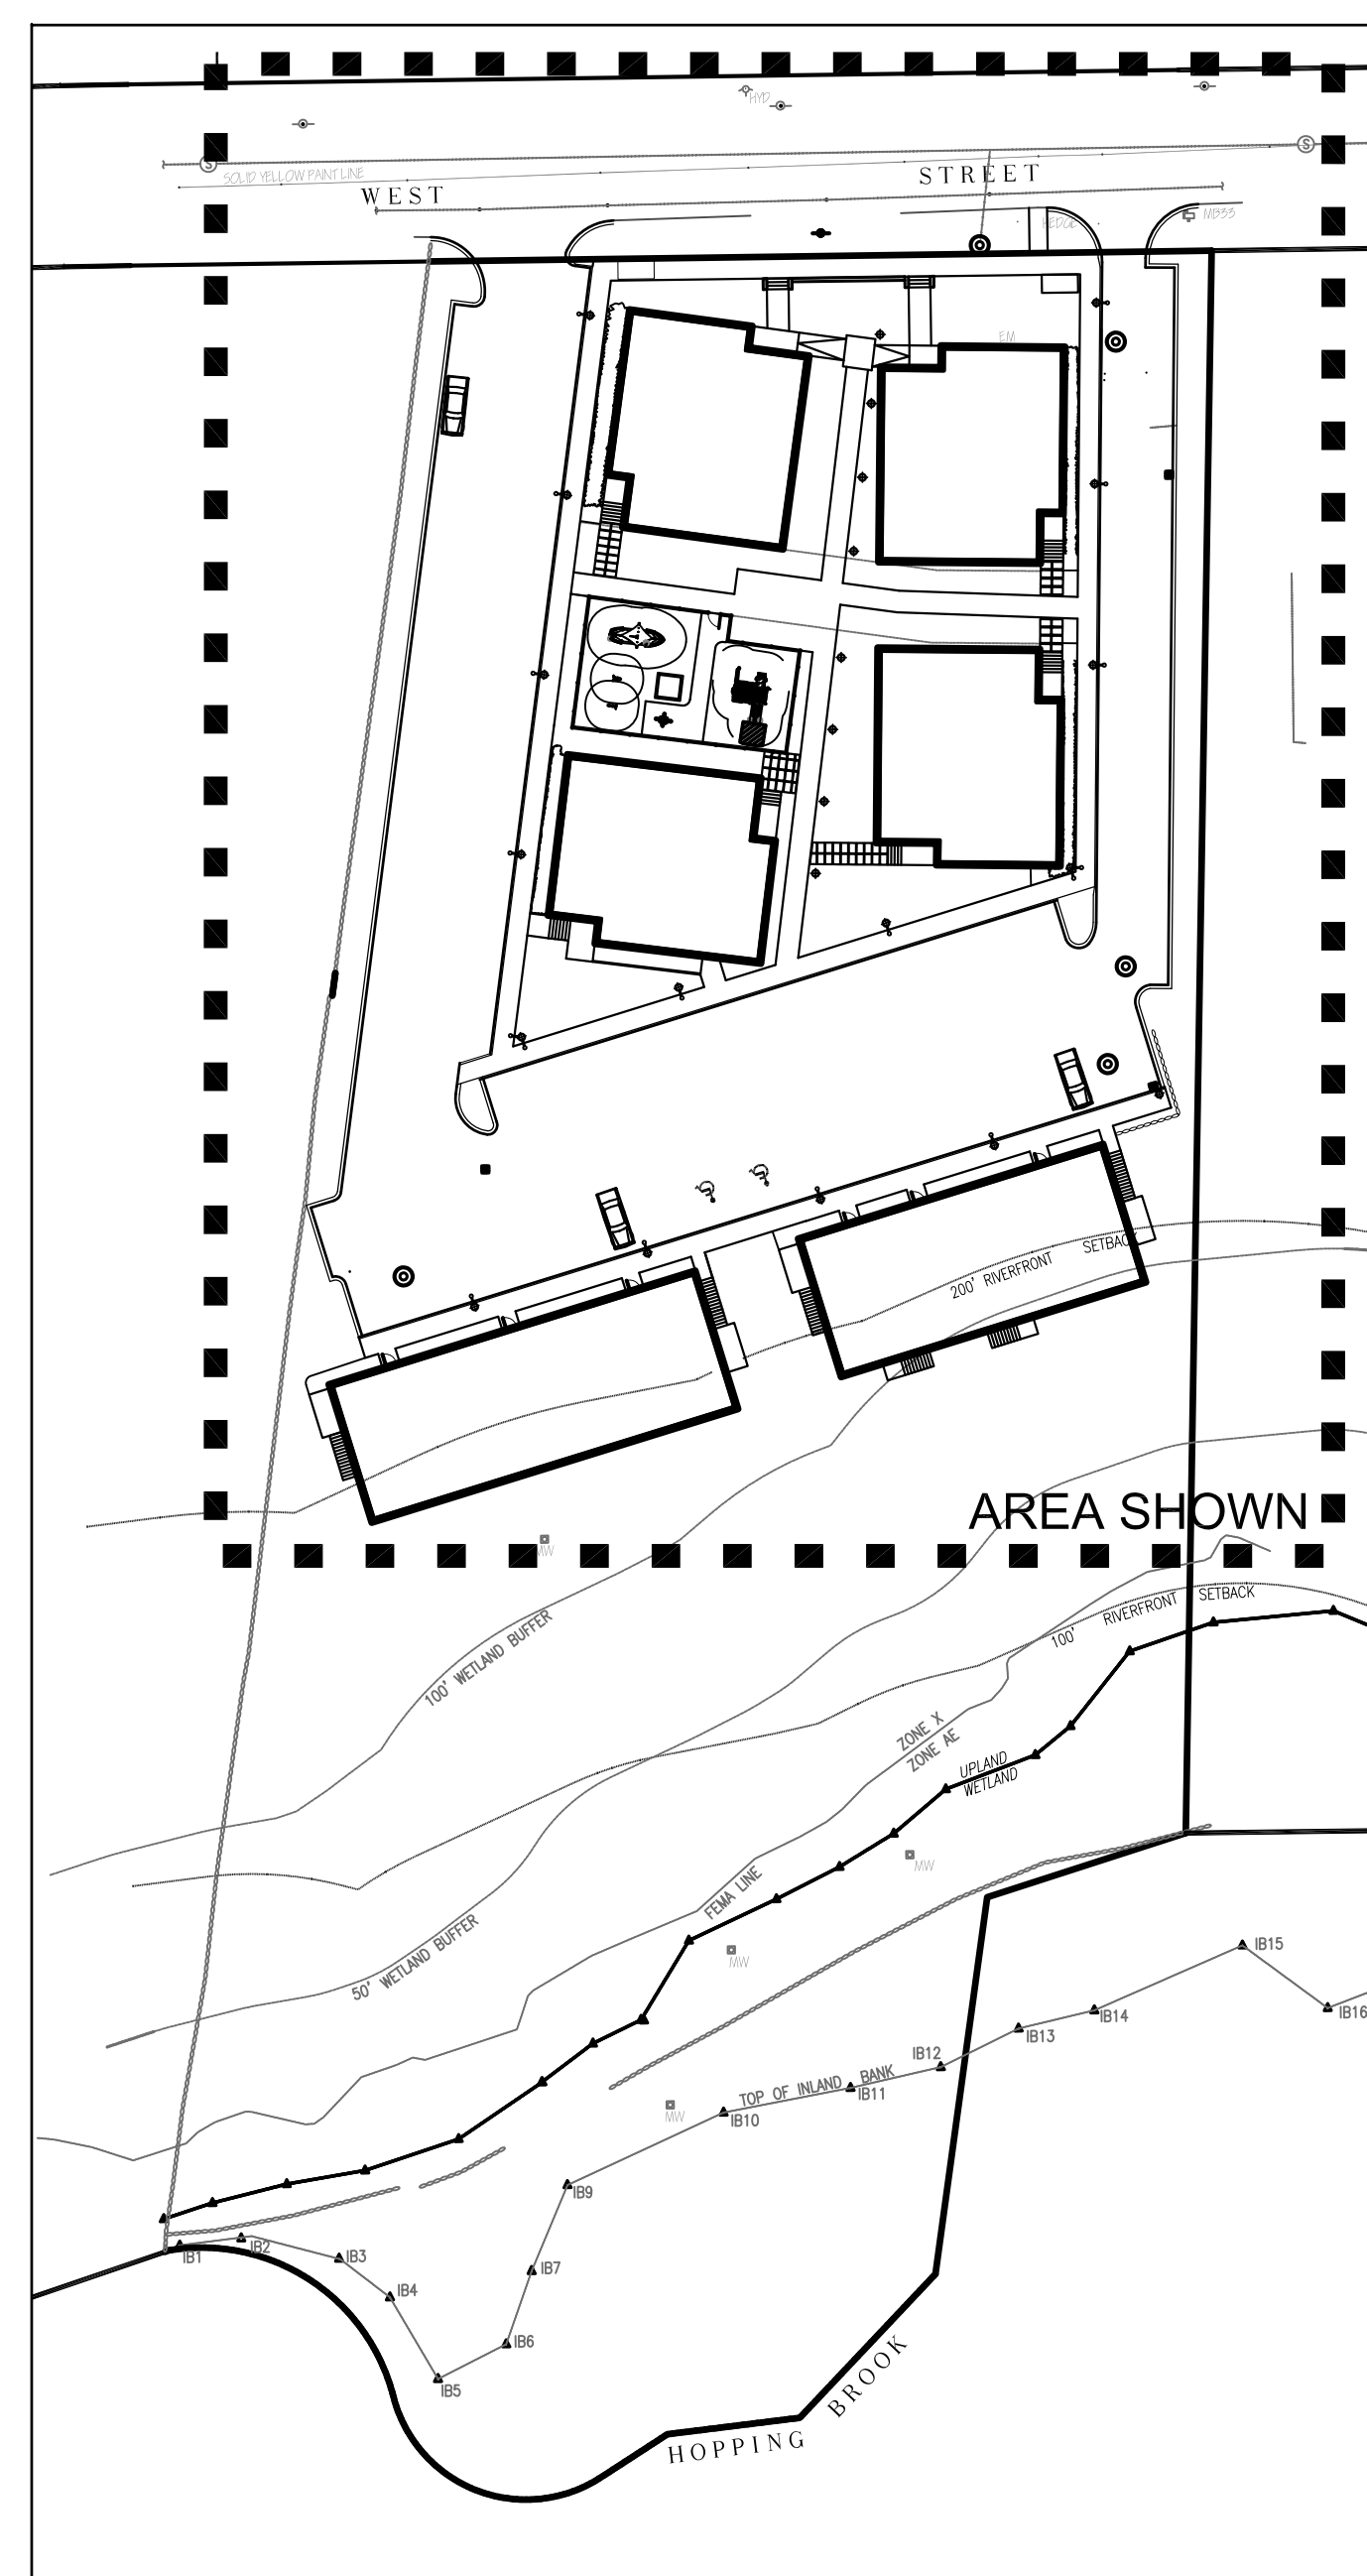 HYD
S
S
SOLID YELLOW PAINT LINE
WEST STREET
MB33
HEDGE
EM
200' RIVERFRONT SETBACK
AREA SHOWN
MW
100' WETLAND BUFFER
100' RIVERFRONT SETBACK
ZONE X
ZONE AE
UPLAND
WETLAND
MW
FEMA LINE
50' WETLAND BUFFER
MW
IB15
IB16
IB14
IB13
IB12
TOP OF INLAND BANK
IB11
IB10
MW
IB9
IB1
IB2
IB3
IB7
IB4
IB6
IB5
HOPPING BROOK